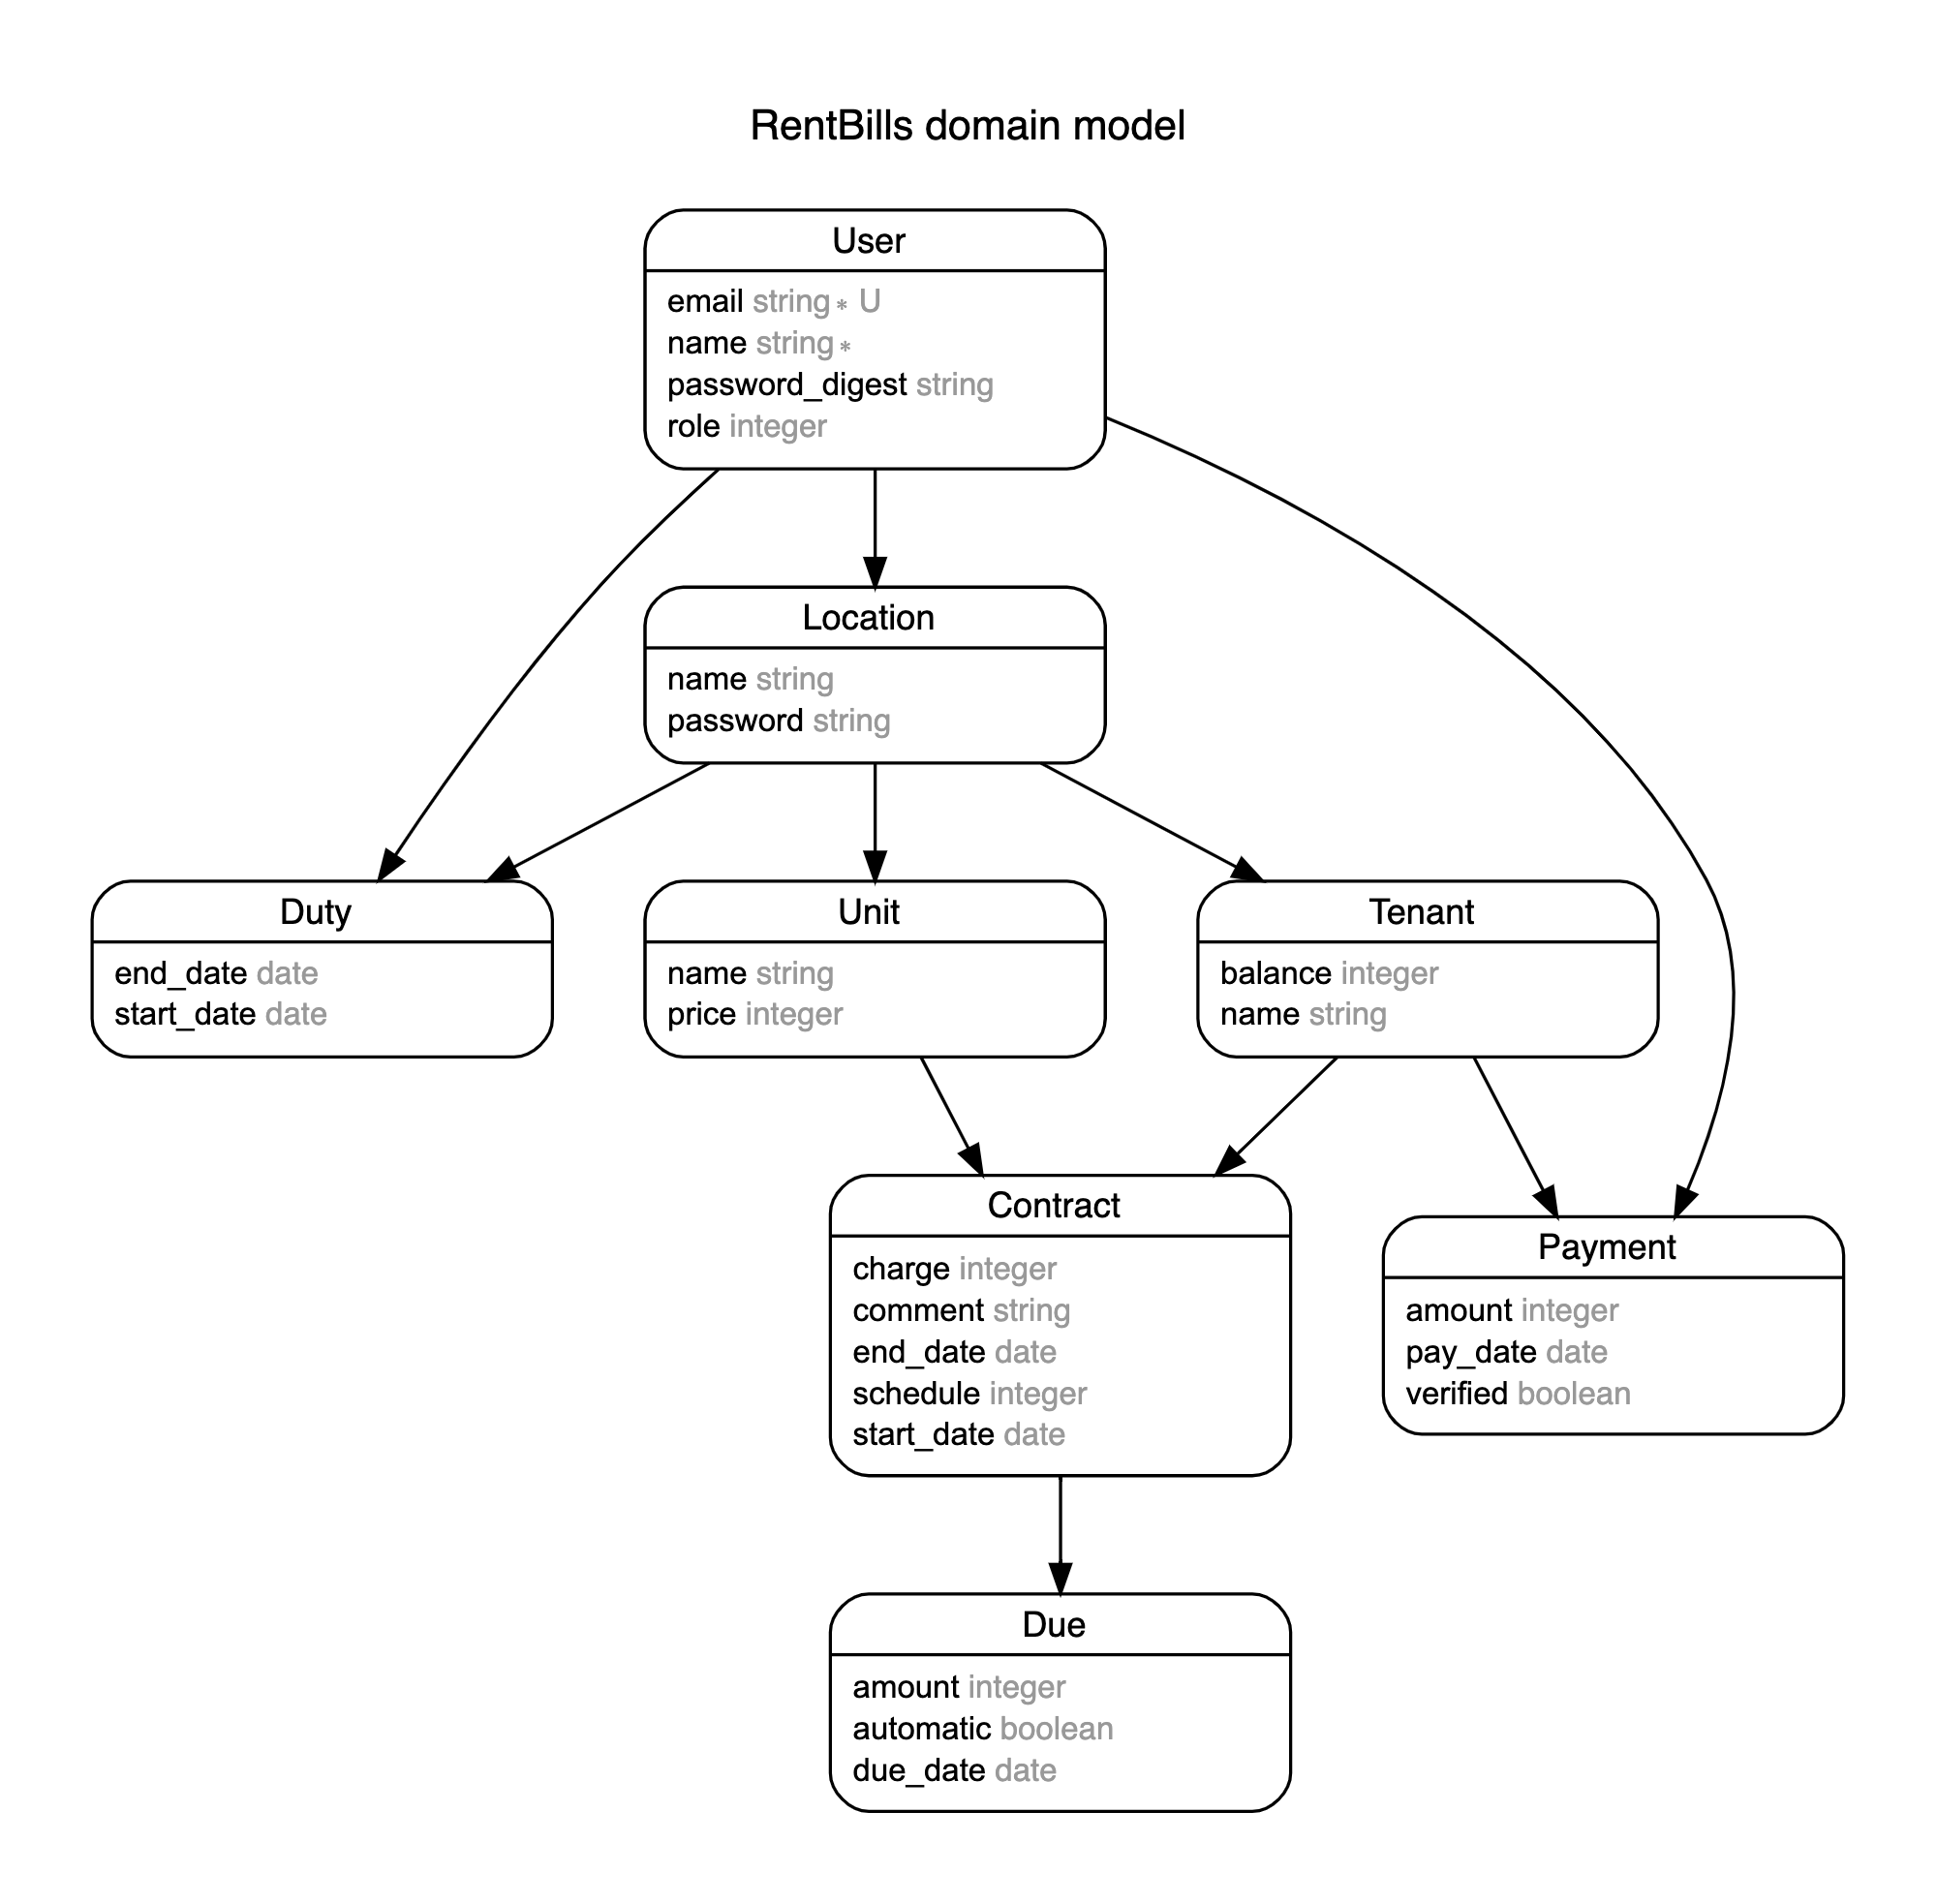 RentBills domain model
User
email string * U
name string *
password_digest string
role integer
Location
name string
password string
Duty
end_date date
start_date date
Unit
name string
price integer
Tenant
balance integer
name string
Contract
charge integer
comment string
end_date date
schedule integer
start_date date
Payment
amount integer
pay_date date
verified boolean
Due
amount integer
automatic boolean
due_date date